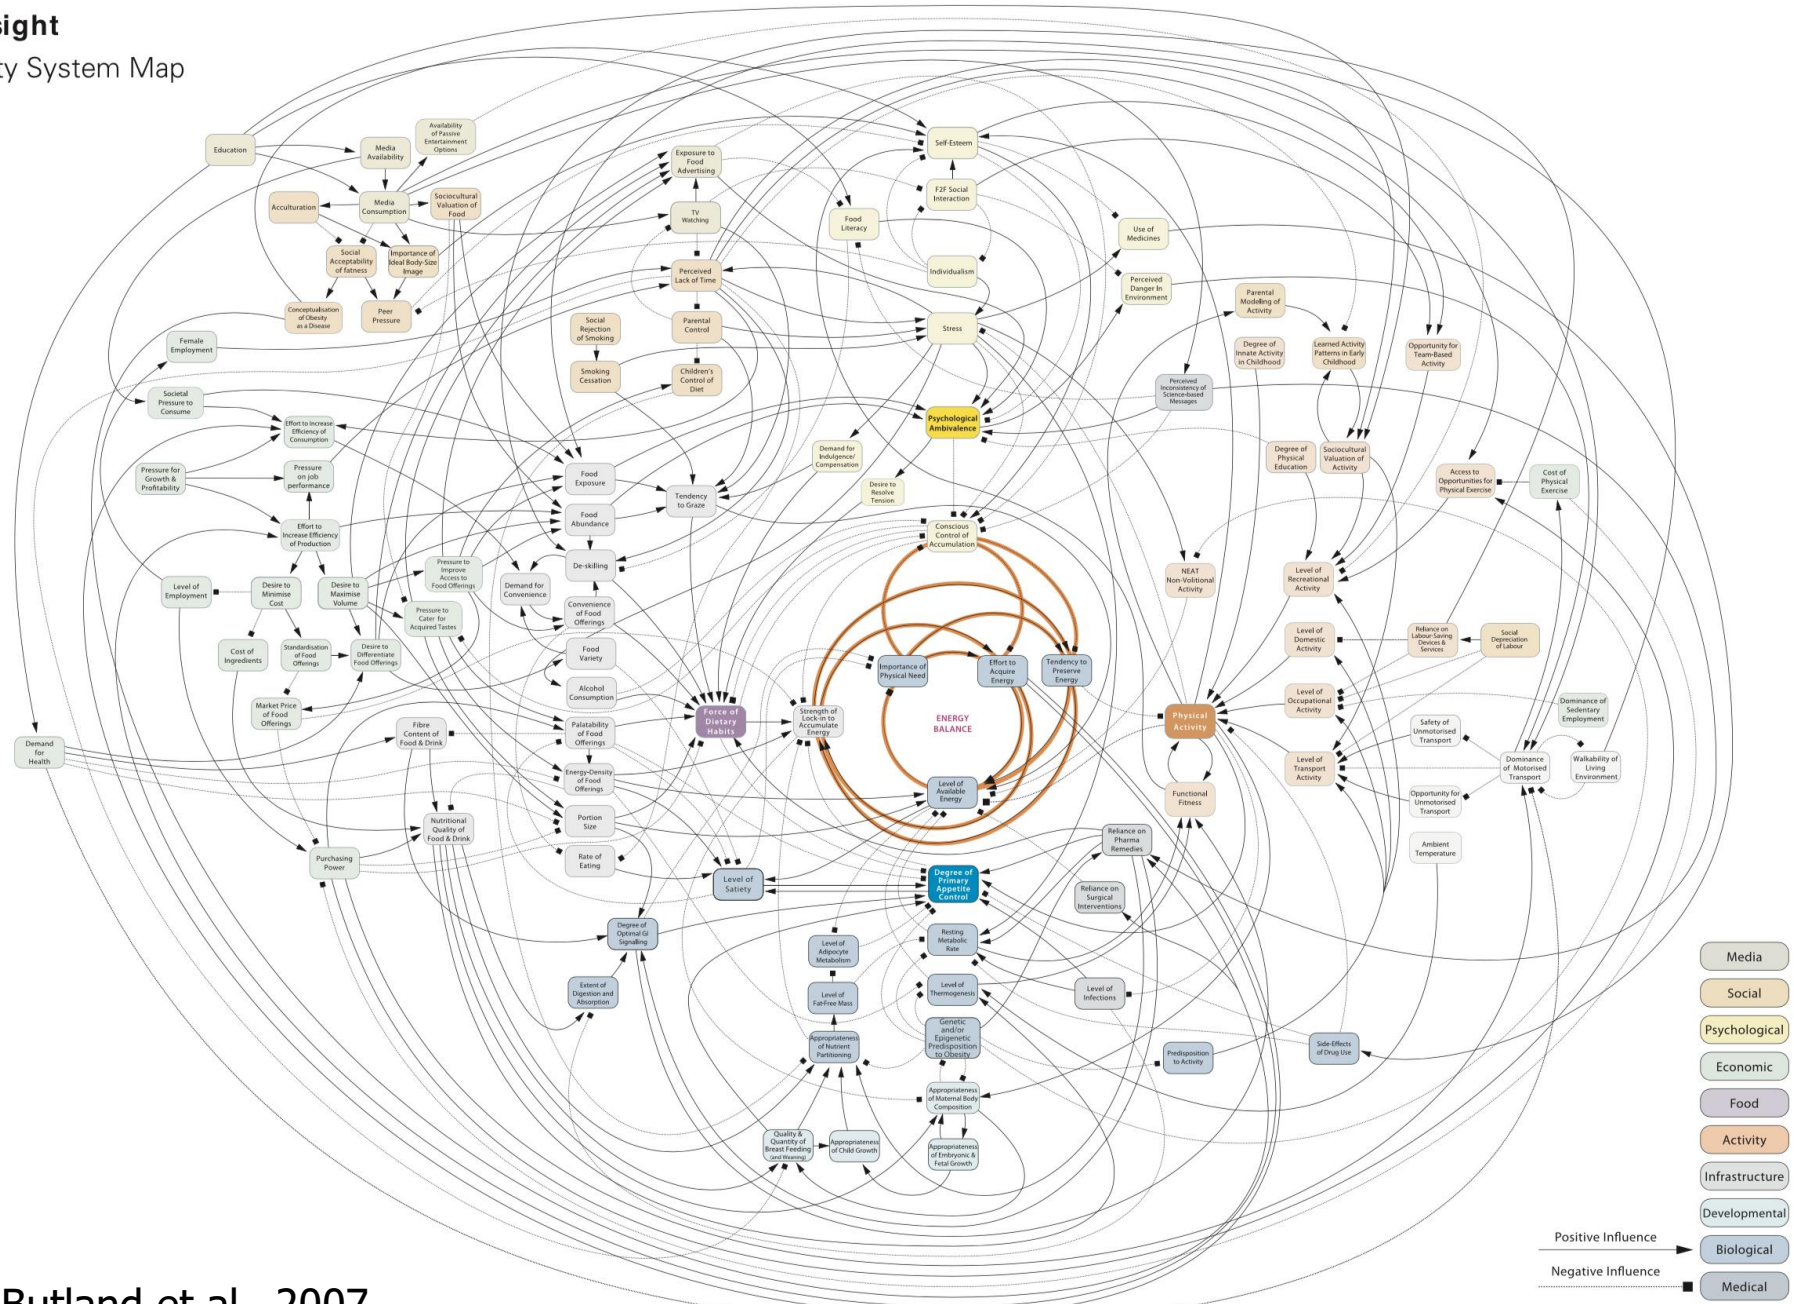 sight
ty System Map
Availability
of Passive
Entertainment
Options
Education
Media
Availability
Exposure to
Food
Advertising
Self-Esteem
Acculturation
Media
Consumption
Sociocultural
Valuation of
Food
TV
Watching
F2F Social
Interaction
Food
Literacy
Use of
Medicines
Social
Acceptability
of fatness
Importance of
Ideal Body-Size
Image
Perceived
Lack of Time
Individualism
Perceived
Danger In
Environment
Conceptualisation
of Obesity
as a Disease
Peer
Pressure
Social
Rejection
of Smoking
Parental
Control
Stress
Parental
Modelling of
Activity
Female
Employment
Degree of
Innate Activity
in Childhood
Learned Activity
Patterns in Early
Childhood
Opportunity for
Team-Based
Activity
Smoking
Cessation
Children's
Control of
Diet
Perceived
Inconsistency of
Science-based
Messages
Societal
Pressure to
Consume
Effort to Increase
Efficiency of
Consumption
Psychological
Ambivalence
Demand for
Indulgence/
Compensation
Degree of
Physical
Education
Sociocultural
Valuation of
Activity
Pressure for
Growth &
Profitability
Pressure
on job
performance
Food
Exposure
Tendency
to Graze
Desire to
Resolve
Tension
Access to
Opportunities for
Physical Exercise
Cost of
Physical
Exercise
Effort to
Increase Efficiency
of Production
Food
Abundance
Conscious
Control of
Accumulation
Level of
Employment
Desire to
Minimise
Cost
Desire to
Maximise
Volume
Pressure to
Improve
Access to
Food Offerings
De-skilling
Demand for
Convenience
NEAT
Non-Volitional
Activity
Level of
Recreational
Activity
Pressure to
Cater for
Acquired Tastes
Convenience
of Food
Offerings
Cost of
Ingredients
Standardisation
of Food
Offerings
Desire to
Differentiate
Food Offerings
Food
Variety
Importance of
Physical Need
Effort to
Acquire
Energy
Tendency to
Preserve
Energy
Level of
Domestic
Activity
Reliance on
Labour-Saving
Devices &
Services
Social
Depreciation
of Labour
Alcohol
Consumption
Market Price
of Food
Offerings
Force of
Dietary
Habits
Strength of
Lock-in to
Accumulate
Energy
ENERGY
BALANCE
Physical
Activity
Level of
Occupational
Activity
Dominance of
Sedentary
Employment
Demand
for
Health
Fibre
Content of
Food & Drink
Palatability
of Food
Offerings
Safety of
Unmotorised
Transport
Level of
Transport
Activity
Dominance
of Motorised
Transport
Walkability of
Living
Environment
Energy-Density
of Food
Offerings
Level of
Available
Energy
Functional
Fitness
Opportunity for
Unmotorised
Transport
Nutritional
Quality of
Food & Drink
Portion
Size
Reliance on
Pharma
Remedies
Ambient
Temperature
Purchasing
Power
Rate of
Eating
Level of
Satiety
Degree of
Primary
Appetite
Control
Reliance on
Surgical
Interventions
Degree of
Optimal GI
Signalling
Level of
Adipocyte
Metabolism
Resting
Metabolic
Rate
Media
Extent of
Digestion and
Absorption
Level of
Fat-Free Mass
Level of
Thermogenesis
Level of
Infections
Social
Psychological
Appropriateness
of Nutrient
Partitioning
Genetic
and/or
Epigenetic
Predisposition
to Obesity
Predisposition
to Activity
Side-Effects
of Drug Use
Economic
Food
Appropriateness
of Maternal Body
Composition
Activity
Quality &
Quantity of
Breast Feeding
(and Weaning)
Appropriateness
of Child Growth
Appropriateness
of Embryonic &
Fetal Growth
Infrastructure
Developmental
Positive Influence
Biological
Negative Influence
Medical
Butland et al., 2007